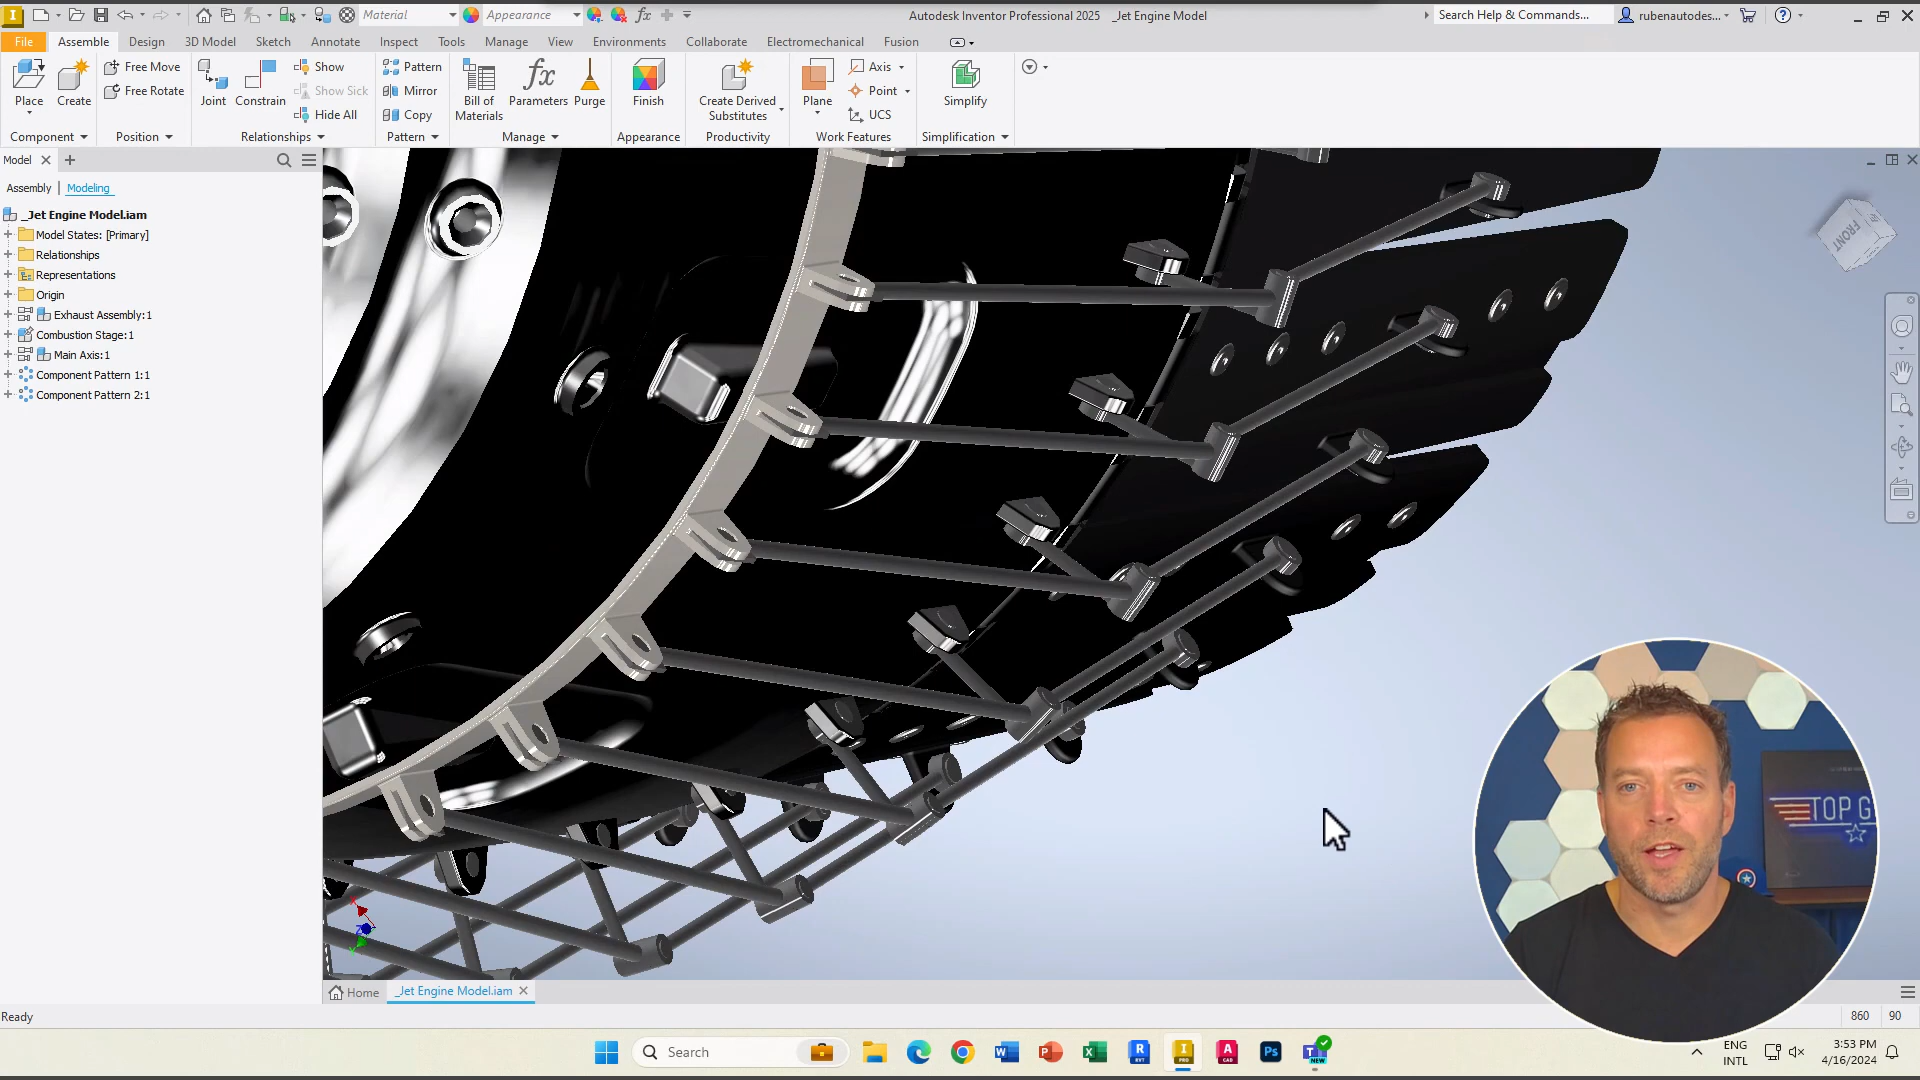 Material
Appearance
fx
Autodesk Inventor Professional 2025 _Jet Engine Model
Search Help & Commands...
rubenautodes...
File Assemble Design 3D Model Sketch Annotate Inspect Tools Manage View Environments Collaborate Electromechanical Fusion
Place
Create
Free Move
Free Rotate
Joint
Constrain
Show
Show Sick
Hide All
Pattern
Mirror
Copy
Bill of
Materials
fx
Parameters
Purge
Finish
Create Derived
Substitutes
Plane
Axis
Point
UCS
Simplify
Component Position Relationships Pattern Manage Appearance Productivity Work Features Simplification
Model
Assembly | Modeling
_Jet Engine Model.iam
Model States: [Primary]
Relationships
Representations
Origin
Exhaust Assembly:1
Combustion Stage:1
Main Axis:1
Component Pattern 1:1
Component Pattern 2:1
FRONT
TOP G
Home
_Jet Engine Model.iam
Ready
860 90
Search
ENG
INTL
3:53 PM
4/16/2024